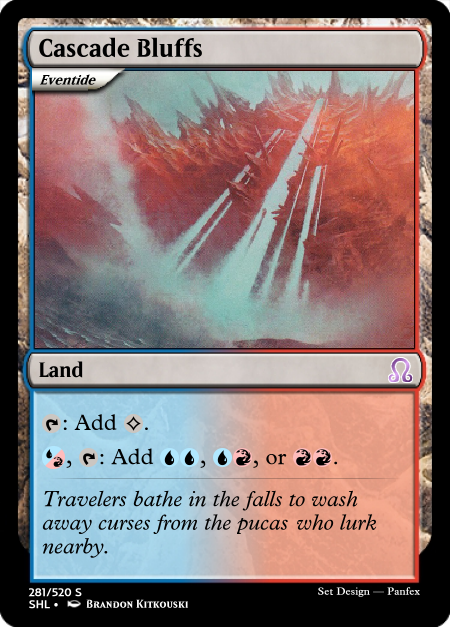 Cascade Bluffs
Eventide
Land
: Add .
, : Add , , or .
Travelers bathe in the falls to wash
away curses from the pucas who lurk
nearby.
281/520 S
Set Design — Panfex
SHL • Brandon Kitkouski